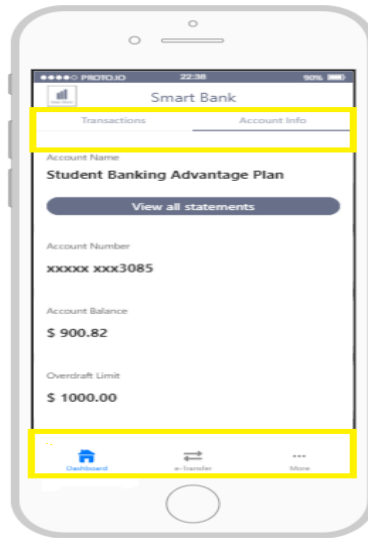 PROTO.IO 22:38 90%
Smart Bank
Transactions Account Info
Account Name
Student Banking Advantage Plan
View all statements
Account Number
xxxxx xxx3085
Account Balance
$ 900.82
Overdraft Limit
$ 1000.00
Dashboard e-Transfer More